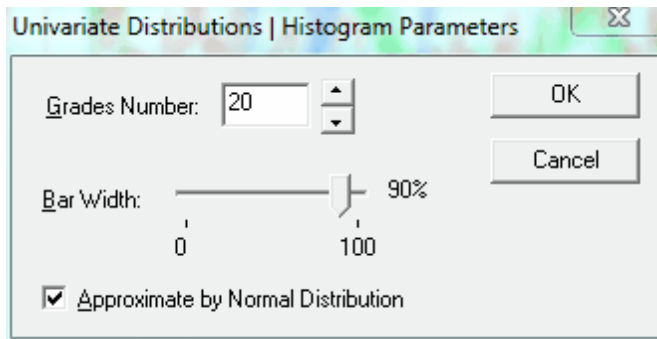 Univariate Distributions | Histogram Parameters
Grades Number: 20
OK
Cancel
Bar Width: 90%
0 100
Approximate by Normal Distribution